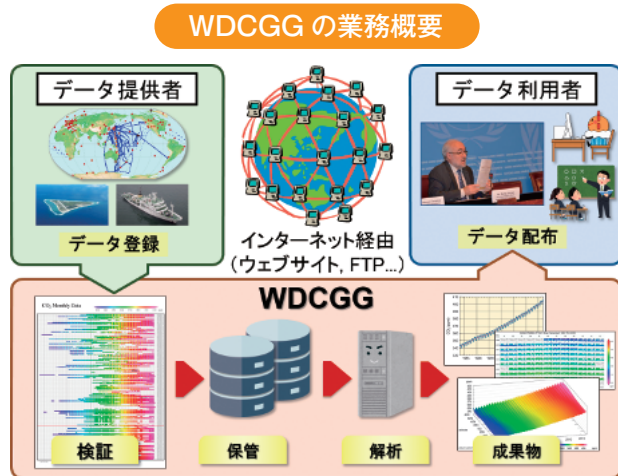 WDCGG の業務概要
データ提供者
データ利用者
データ登録
インターネット経由
(ウェブサイト, FTP...)
データ配布
WDCGG
CO₂ Monthly Data
検証
保管
解析
成果物